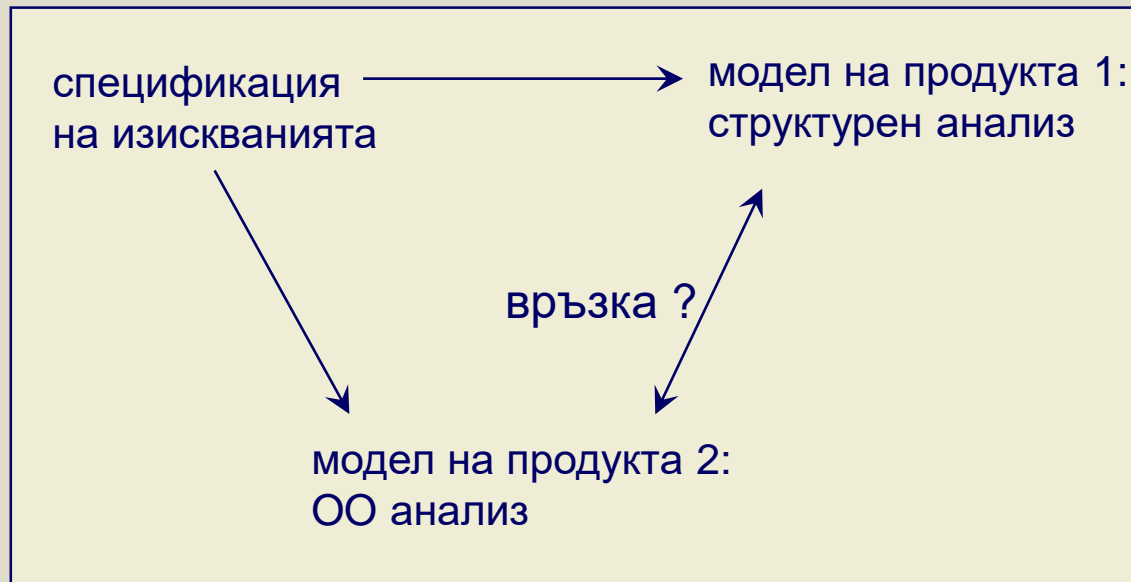 спецификация
на изискванията
модел на продукта 1:
структурен анализ
връзка ?
модел на продукта 2:
ОО анализ